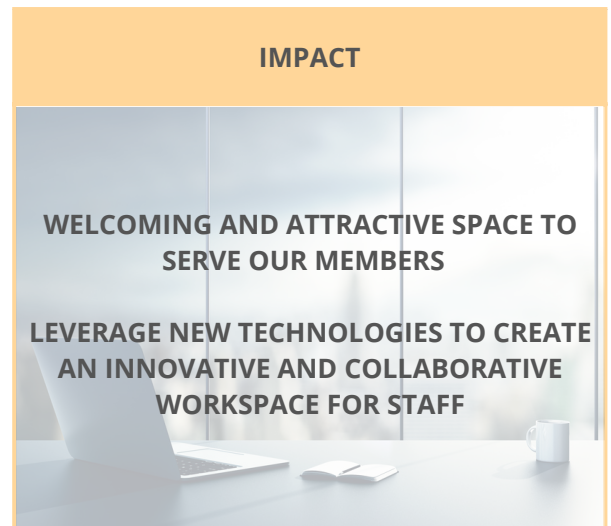 IMPACT
WELCOMING AND ATTRACTIVE SPACE TO
SERVE OUR MEMBERS
LEVERAGE NEW TECHNOLOGIES TO CREATE
AN INNOVATIVE AND COLLABORATIVE
WORKSPACE FOR STAFF